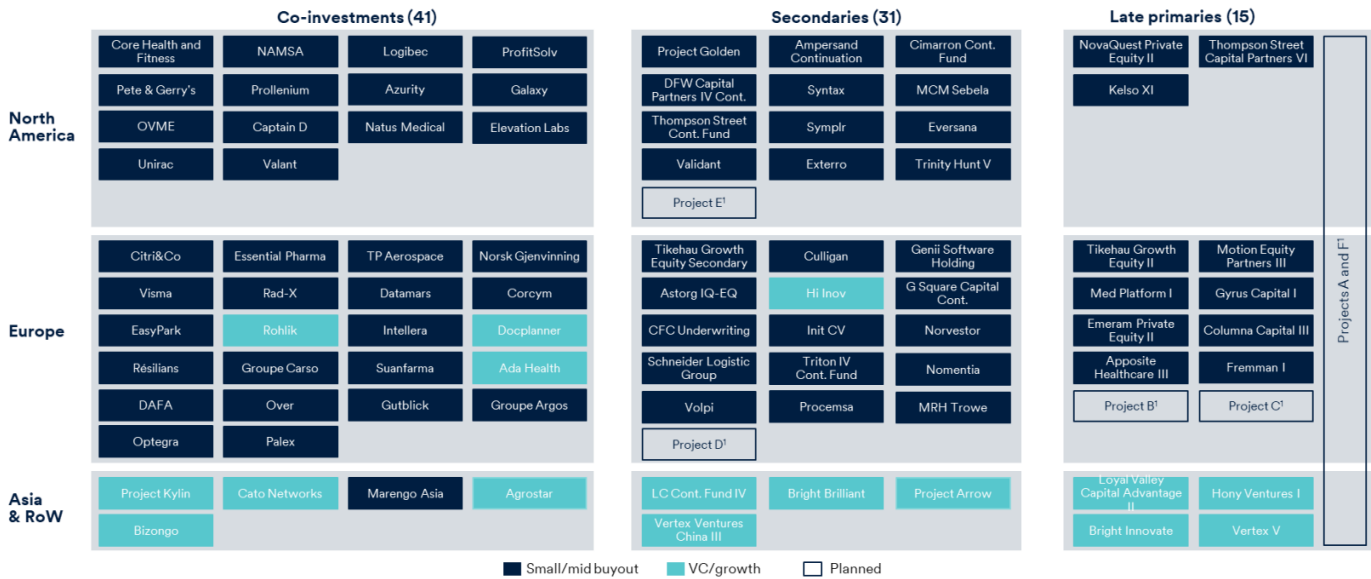 Co-investments (41)
Secondaries (31)
Late primaries (15)
North
America
Core Health and
Fitness
NAMSA
Logibec
ProfitSolv
Pete & Gerry's
Prollenium
Azurity
Galaxy
OVME
Captain D
Natus Medical
Elevation Labs
Unirac
Valant
Project Golden
Ampersand
Continuation
Cimarron Cont.
Fund
DFW Capital
Partners IV Cont.
Syntax
MCM Sebela
Thompson Street
Cont. Fund
Symplr
Eversana
Validant
Exterro
Trinity Hunt V
Project E¹
NovaQuest Private
Equity II
Thompson Street
Capital Partners VI
Kelso XI
Europe
Citri&Co
Essential Pharma
TP Aerospace
Norsk Gjenvinning
Visma
Rad-X
Datamars
Corcym
EasyPark
Rohlik
Intellera
Docplanner
Résilians
Groupe Carso
Suanfarma
Ada Health
DAFA
Over
Gutblick
Groupe Argos
Optegra
Palex
Tikehau Growth
Equity Secondary
Culligan
Genii Software
Holding
Astorg IQ-EQ
Hi Inov
G Square Capital
Cont.
CFC Underwriting
Init CV
Norvestor
Schneider Logistic
Group
Triton IV
Cont. Fund
Nomentia
Volpi
Procemsa
MRH Trowe
Project D¹
Tikehau Growth
Equity II
Motion Equity
Partners III
Med Platform I
Gyrus Capital I
Emeram Private
Equity II
Columna Capital III
Apposite
Healthcare III
Fremman I
Project B¹
Project C¹
Projects A and F¹
Asia
& RoW
Project Kylin
Cato Networks
Marengo Asia
Agrostar
Bizongo
LC Cont. Fund IV
Bright Brilliant
Project Arrow
Vertex Ventures
China III
Loyal Valley
Capital Advantage
II
Hony Ventures I
Bright Innovate
Vertex V
Small/mid buyout
VC/growth
Planned